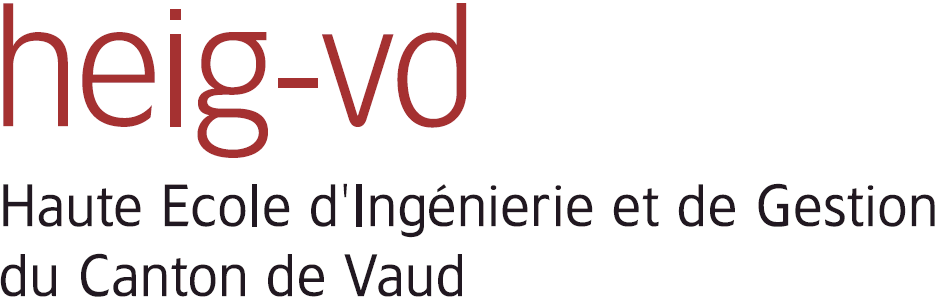 heig-vd
Haute Ecole d'Ingénierie et de Gestion
du Canton de Vaud